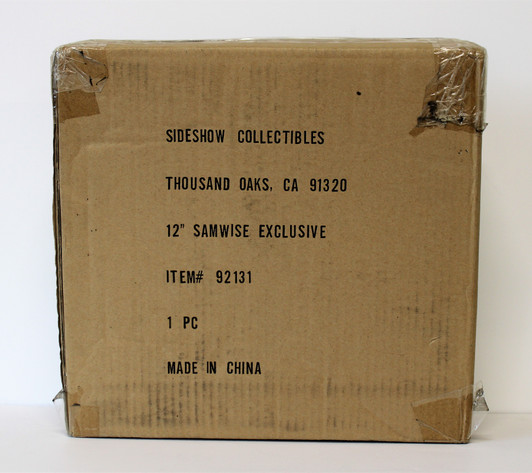 SIDESHOW COLLECTIBLES
THOUSAND OAKS, CA 91320
12" SAMWISE EXCLUSIVE
ITEM# 92131
1 PC
MADE IN CHINA